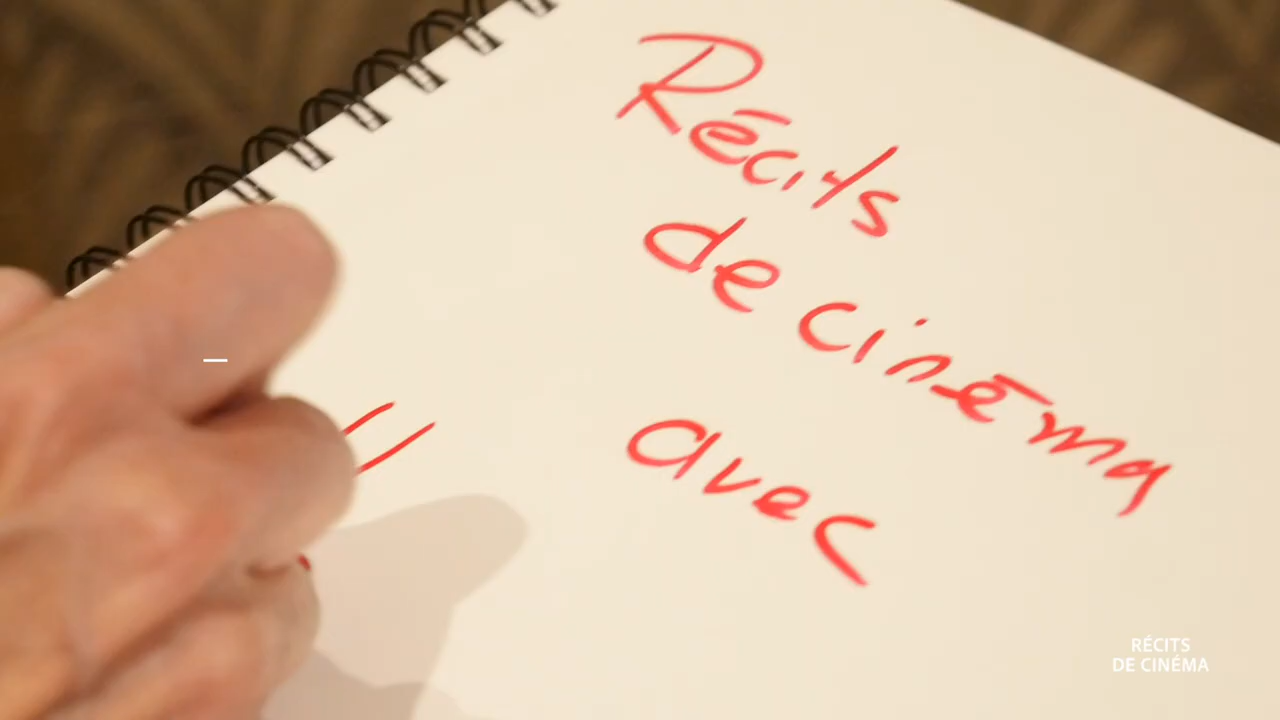 Récits
de cinéma
avec
RÉCITS
DE CINÉMA